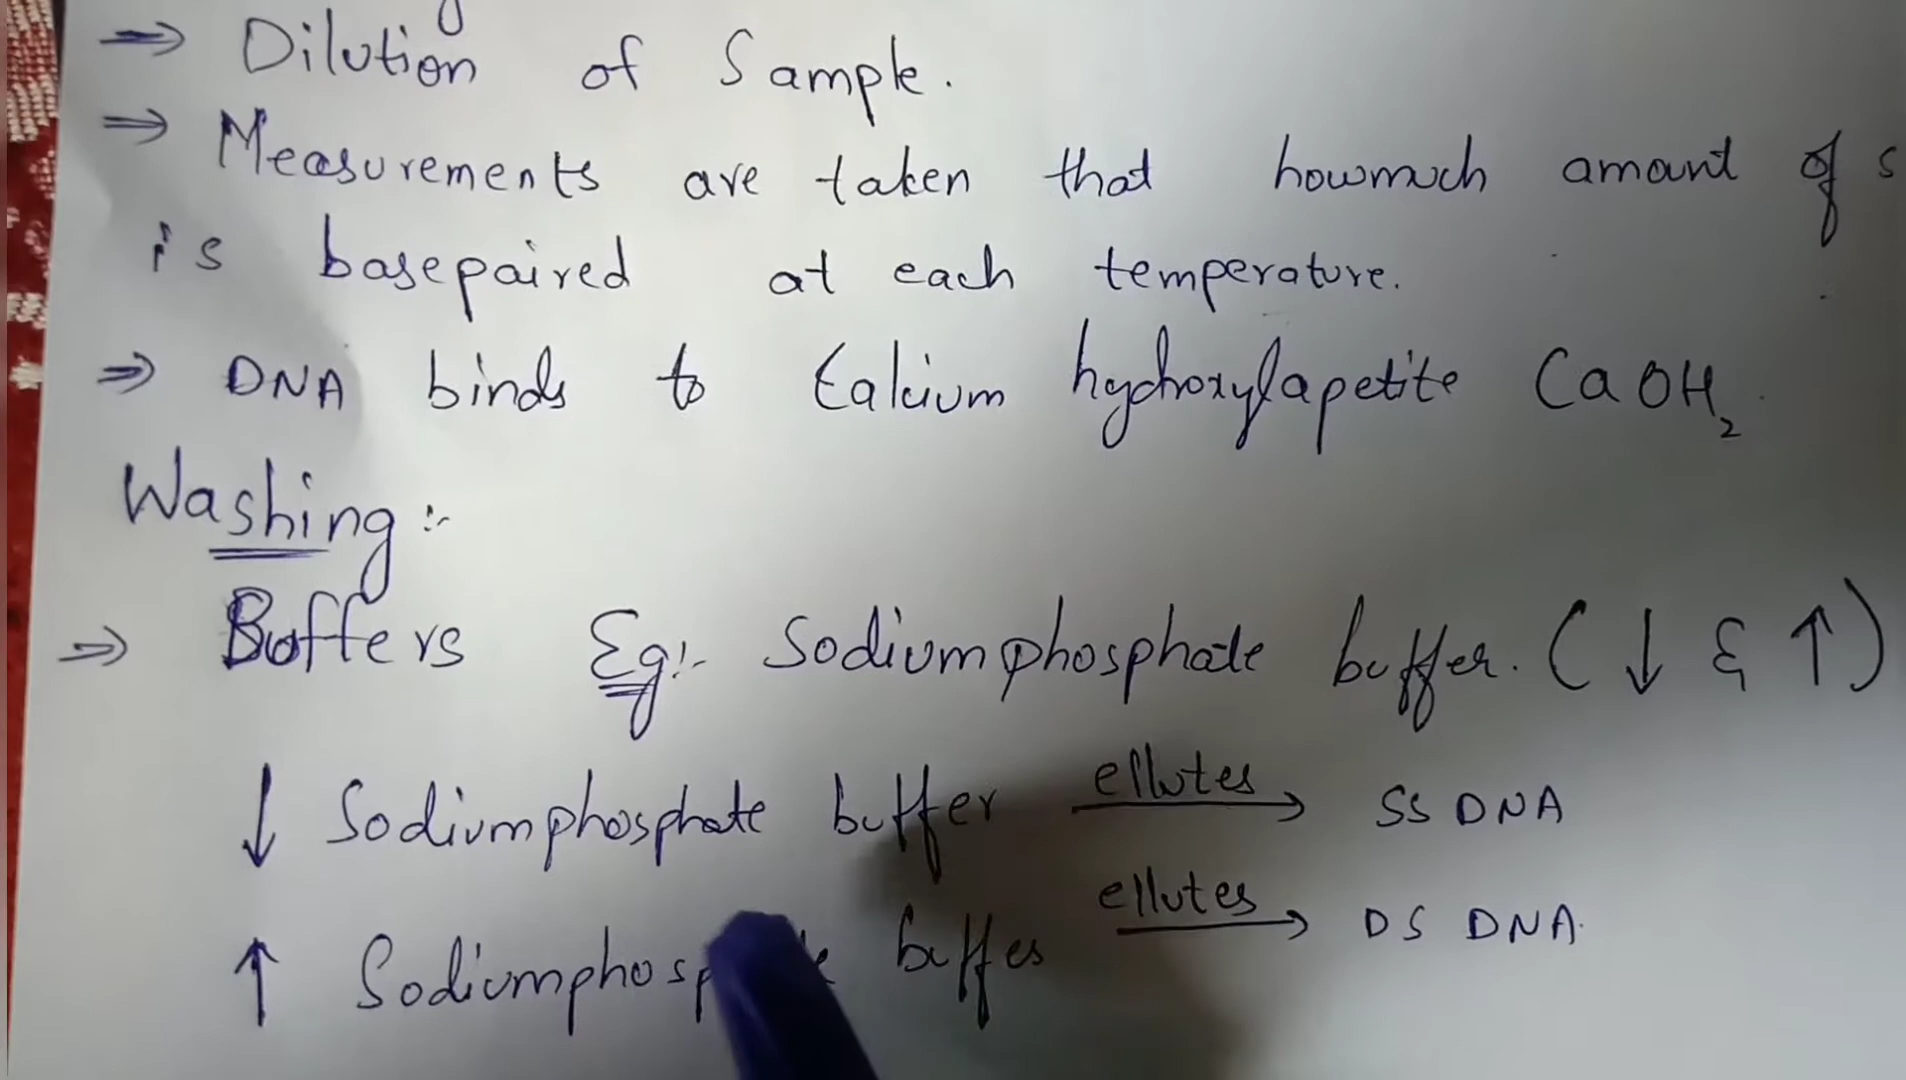 ⇒ Dilution of Sample.
⇒ Measurements are taken that howmuch amount of s
is basepaired at each temperature.
⇒ DNA binds to Calcium hydroxylapetite CaOH₂
Washing :-
⇒ Buffers Eg:- Sodiumphosphate buffer. (↓ & ↑)
↓ Sodiumphosphate buffer ellutes → SS DNA
↑ Sodiumphosp buffer ellutes → DS DNA.